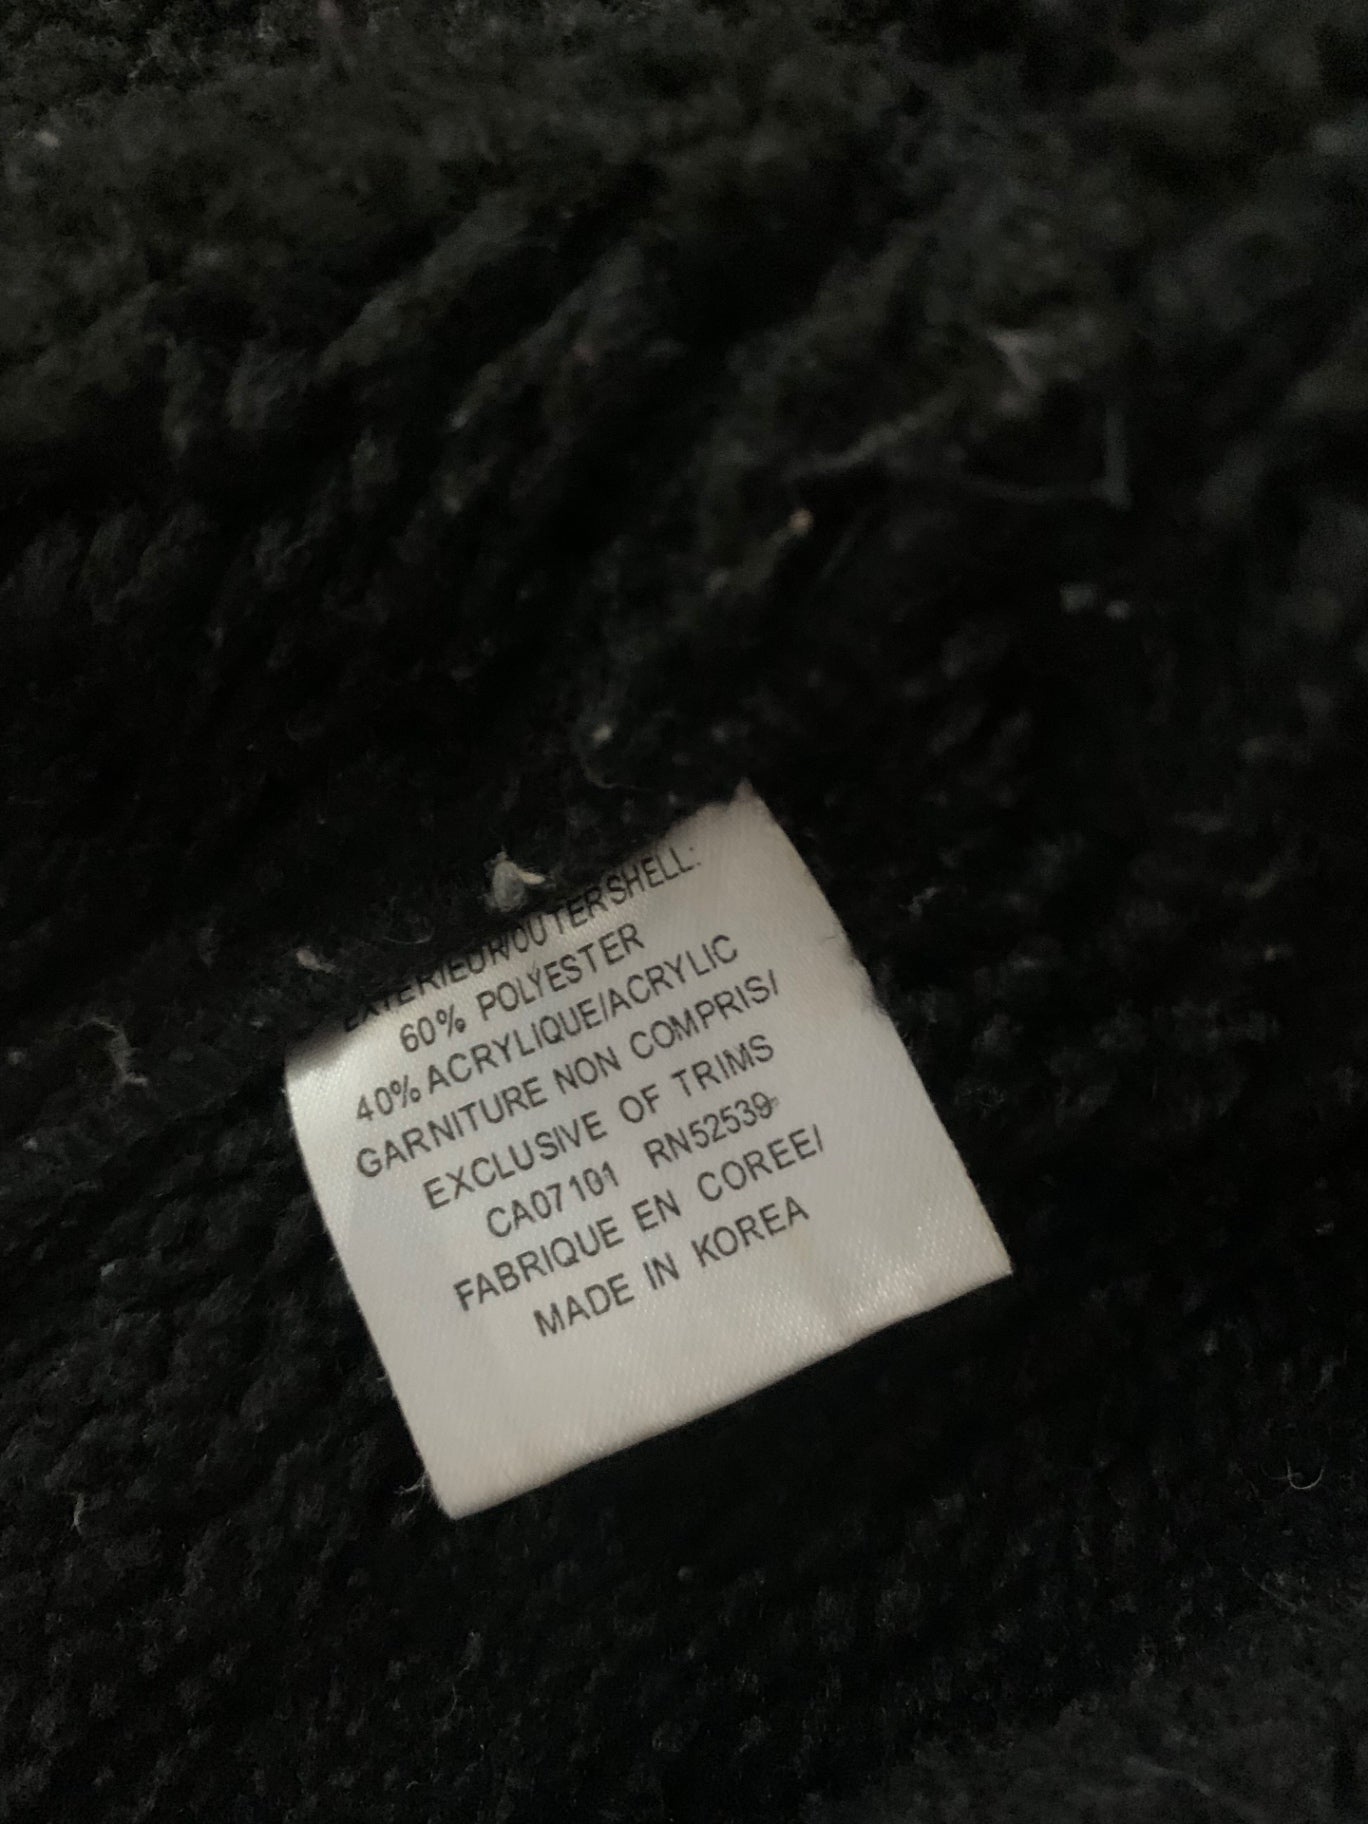 EXTERIEUR/OUTERSHELL:
60% POLYESTER
40% ACRYLIQUE/ACRYLIC
GARNITURE NON COMPRIS/
EXCLUSIVE OF TRIMS
CA07101 RN52539
FABRIQUE EN COREE/
MADE IN KOREA